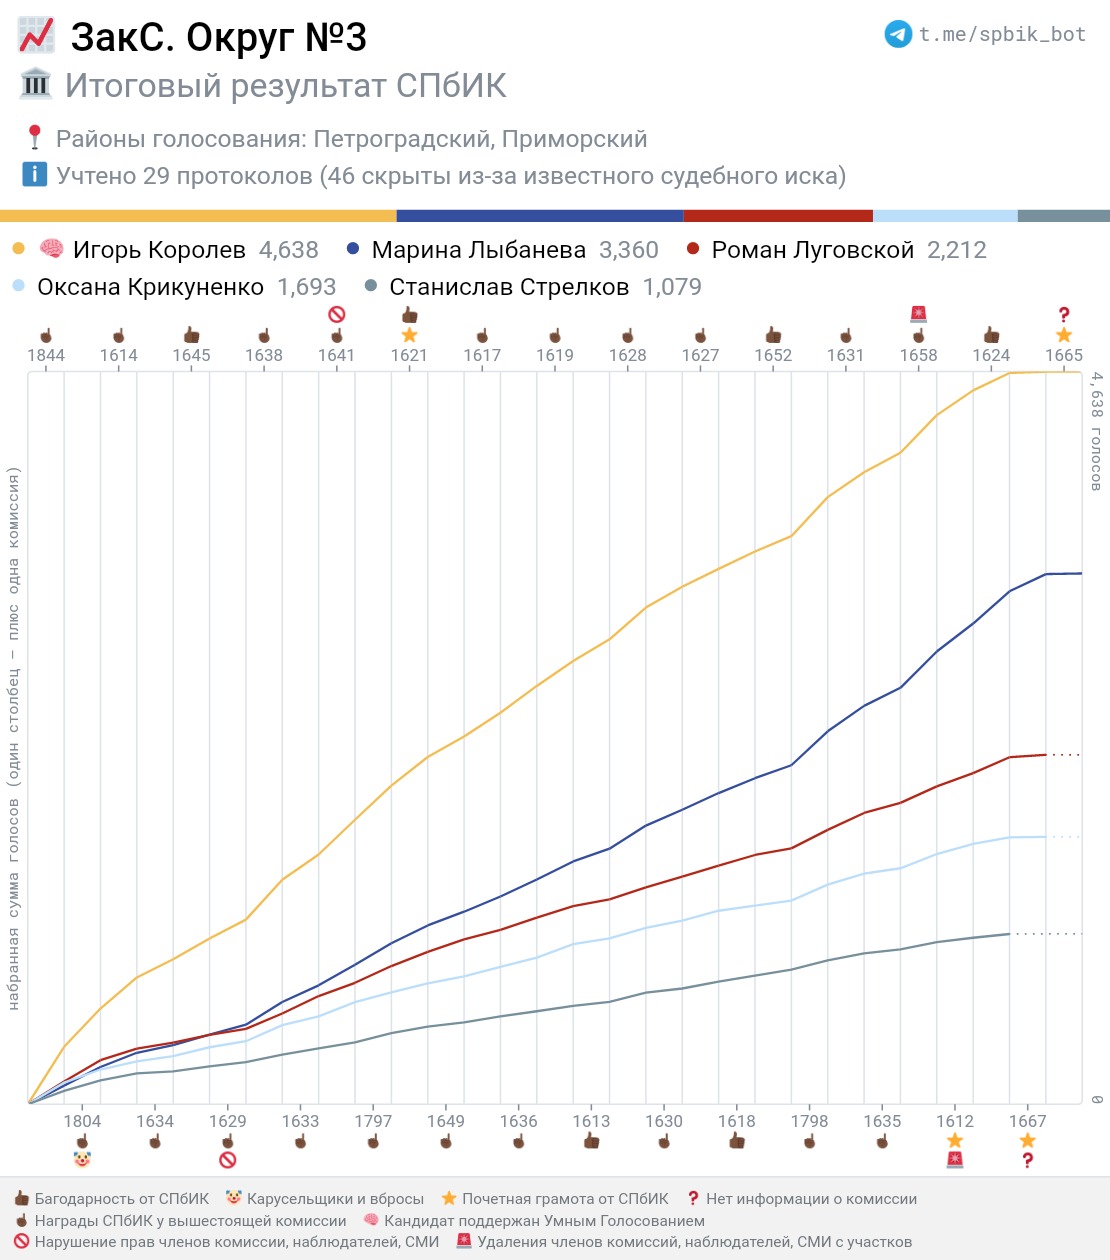 ЗакС. Округ №3
t.me/spbik_bot
Итоговый результат СПбИК
Районы голосования: Петроградский, Приморский
Учтено 29 протоколов (46 скрыты из-за известного судебного иска)
Игорь Королев 4,638 Марина Лыбанева 3,360 Роман Луговской 2,212
Оксана Крикуненко 1,693 Станислав Стрелков 1,079
1844 1614 1645 1638 1641 1621 1617 1619 1628 1627 1652 1631 1658 1624 1665
4,638 голосов
набранная сумма голосов (один столбец – плюс одна комиссия)
0
1804 1634 1629 1633 1797 1649 1636 1613 1630 1618 1798 1635 1612 1667
Багодарность от СПбИК Карусельщики и вбросы Почетная грамота от СПбИК Нет информации о комиссии
Награды СПбИК у вышестоящей комиссии Кандидат поддержан Умным Голосованием
Нарушение прав членов комиссии, наблюдателей, СМИ Удаления членов комиссий, наблюдателей, СМИ с участков